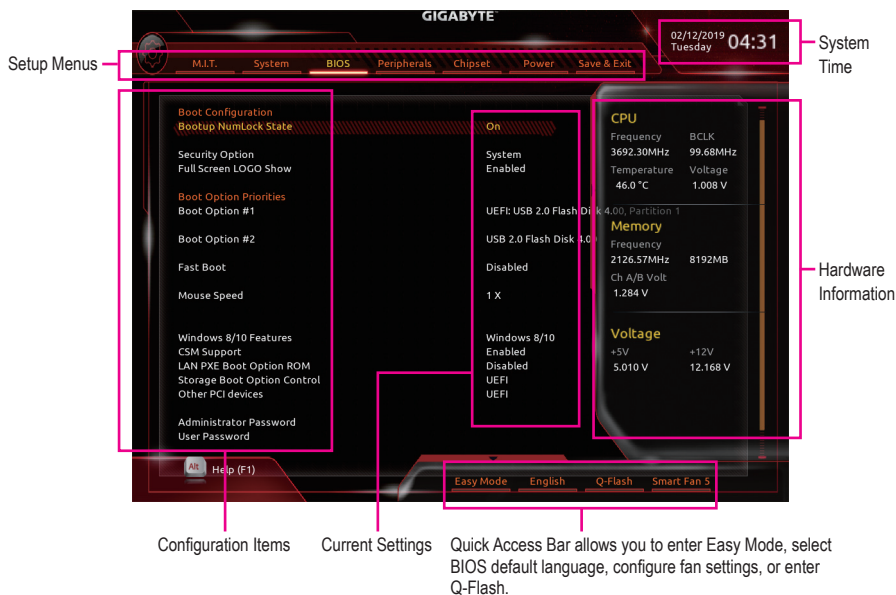 GIGABYTE
02/12/2019
Tuesday
04:31
System
Time
Setup Menus
M.I.T. System BIOS Peripherals Chipset Power Save & Exit
Boot Configuration
Bootup NumLock State On
Security Option System
Full Screen LOGO Show Enabled
Boot Option Priorities
Boot Option #1 UEFI: USB 2.0 Flash Disk 4.00, Partition 1
Boot Option #2 USB 2.0 Flash Disk 4.00
Fast Boot Disabled
Mouse Speed 1 X
Windows 8/10 Features Windows 8/10
CSM Support Enabled
LAN PXE Boot Option ROM Disabled
Storage Boot Option Control UEFI
Other PCI devices UEFI
Administrator Password
User Password
CPU
Frequency BCLK
3692.30MHz 99.68MHz
Temperature Voltage
46.0 °C 1.008 V
Memory
Frequency
2126.57MHz 8192MB
Ch A/B Volt
1.284 V
Voltage
+5V +12V
5.010 V 12.168 V
Hardware
Information
Alt Help (F1)
Easy Mode English Q-Flash Smart Fan 5
Configuration Items
Current Settings
Quick Access Bar allows you to enter Easy Mode, select
BIOS default language, configure fan settings, or enter
Q-Flash.